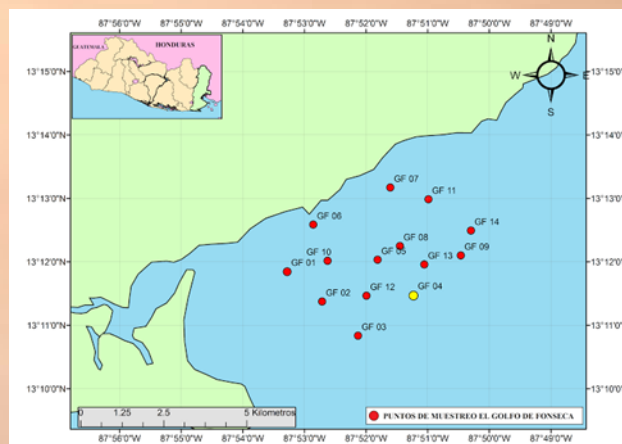 87°56'0"W 87°55'0"W 87°54'0"W 87°53'0"W 87°52'0"W 87°51'0"W 87°50'0"W 87°49'0"W
GUATEMALA
HONDURAS
N
W
E
S
13°15'0"N
13°15'0"N
13°14'0"N
13°14'0"N
GF 07
13°13'0"N
GF 11
13°13'0"N
GF 06
GF 14
GF 08
13°12'0"N
GF 10
GF 05
GF 09
13°12'0"N
GF 01
GF 13
GF 02
GF 12
GF 04
13°11'0"N
13°11'0"N
GF 03
13°10'0"N
13°10'0"N
0 1.25 2.5 5 Kilometros
PUNTOS DE MUESTREO EL GOLFO DE FONSECA
87°56'0"W 87°55'0"W 87°54'0"W 87°53'0"W 87°52'0"W 87°51'0"W 87°50'0"W 87°49'0"W